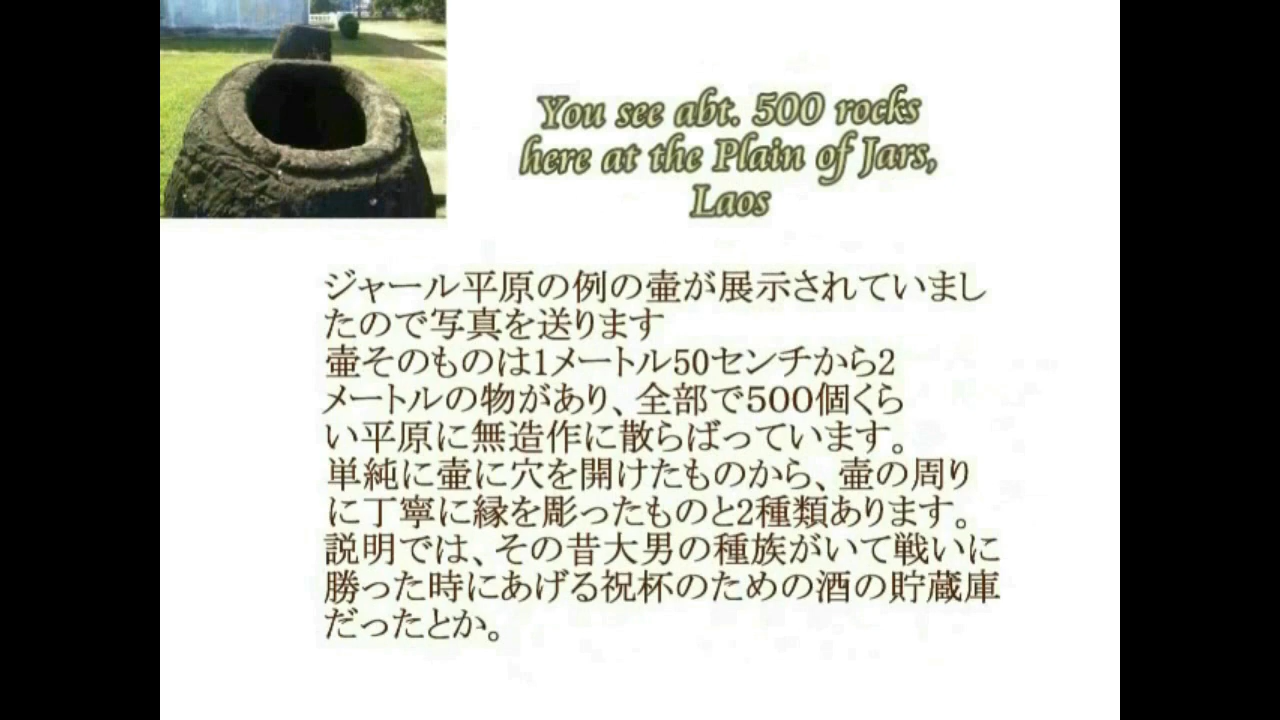 You see abt. 500 rocks
here at the Plain of Jars,
Laos
ジャール平原の例の壷が展示されていまし
たので写真を送ります
壷そのものは1メートル50センチから2
メートルの物があり、全部で５００個くら
い平原に無造作に散らばっています。
単純に壷に穴を開けたものから、壷の周り
に丁寧に縁を彫ったものと2種類あります。
説明では、その昔大男の種族がいて戦いに
勝った時にあげる祝杯のための酒の貯蔵庫
だったとか。